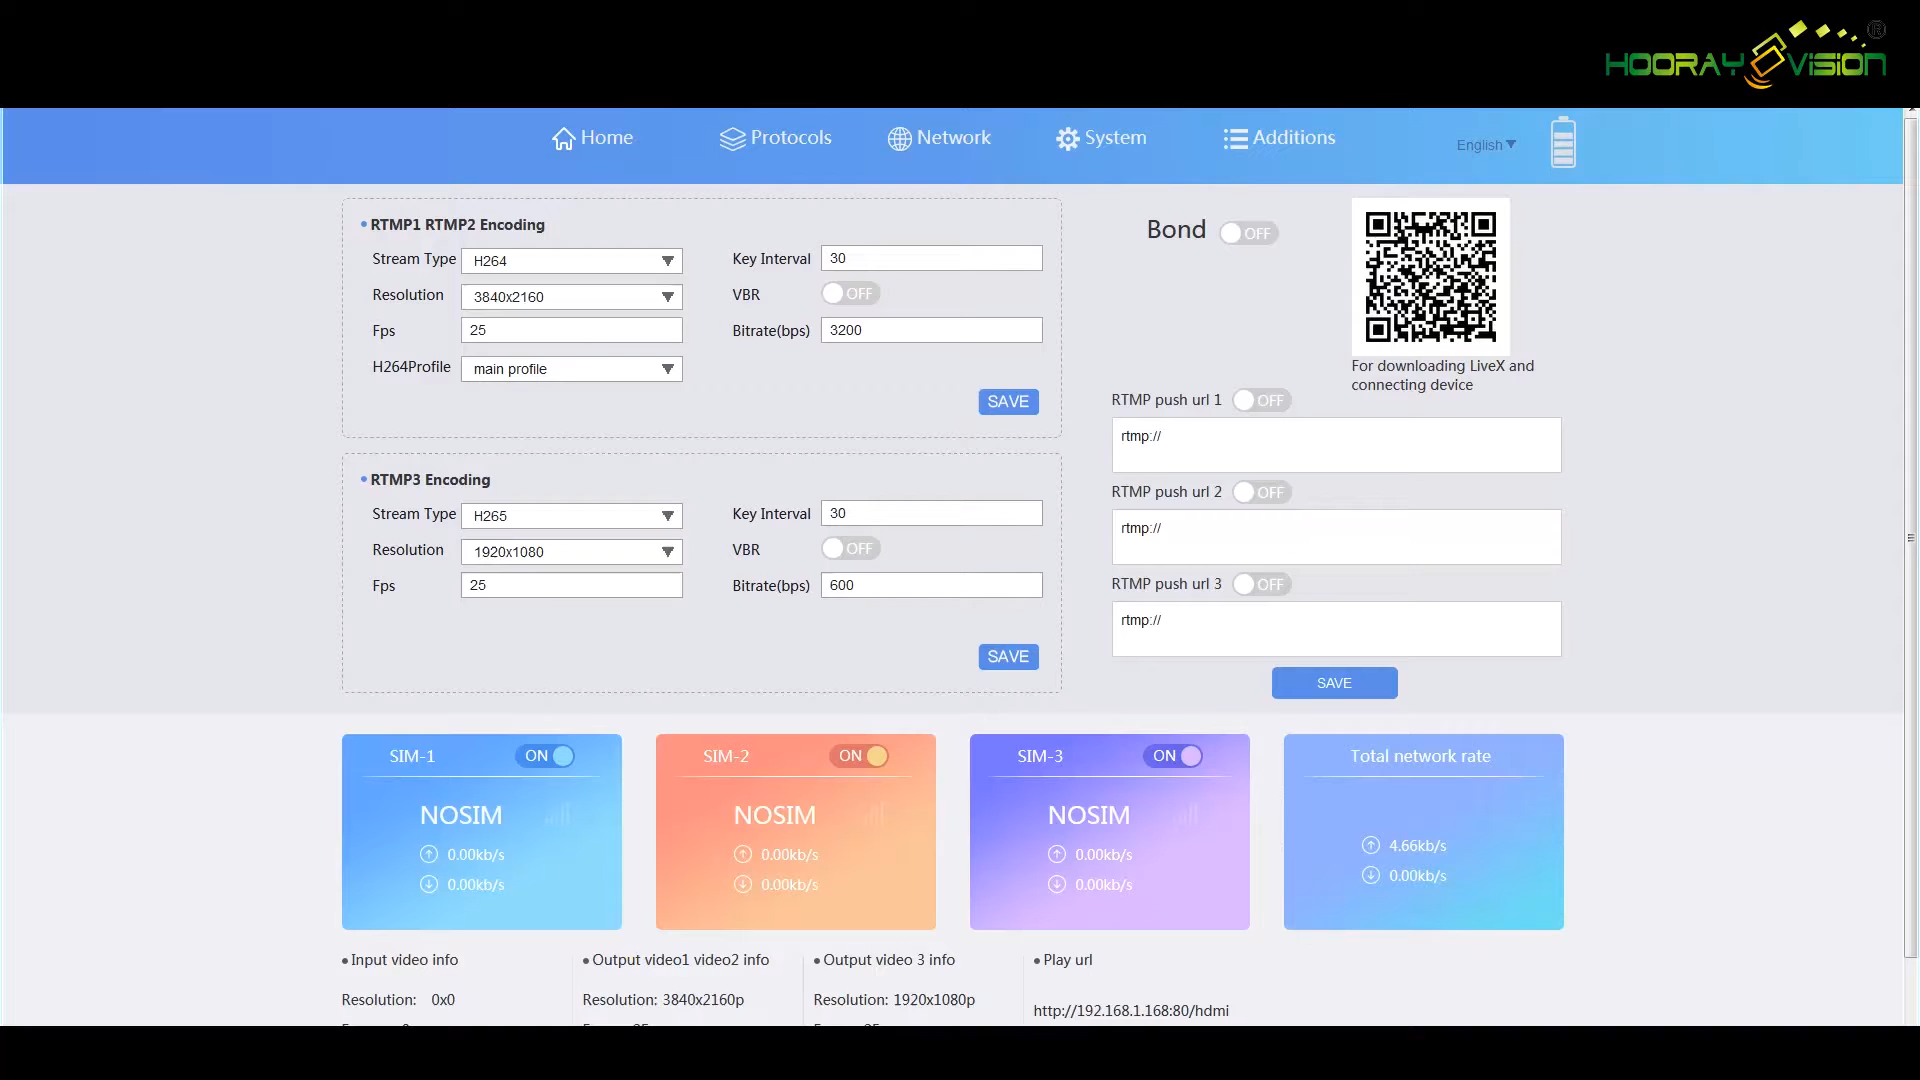 HOORAY VISION ®
Home
Protocols
Network
System
Additions
English
RTMP1 RTMP2 Encoding
Stream Type H264
Key Interval 30
Resolution 3840x2160
VBR OFF
Fps 25
Bitrate(bps) 3200
H264Profile main profile
SAVE
Bond OFF
For downloading LiveX and
connecting device
RTMP push url 1 OFF
rtmp://
RTMP push url 2 OFF
rtmp://
RTMP push url 3 OFF
rtmp://
SAVE
RTMP3 Encoding
Stream Type H265
Key Interval 30
Resolution 1920x1080
VBR OFF
Fps 25
Bitrate(bps) 600
SAVE
SIM-1 ON
NOSIM
0.00kb/s
0.00kb/s
SIM-2 ON
NOSIM
0.00kb/s
0.00kb/s
SIM-3 ON
NOSIM
0.00kb/s
0.00kb/s
Total network rate
4.66kb/s
0.00kb/s
Input video info
Resolution: 0x0
Output video1 video2 info
Resolution: 3840x2160p
Output video 3 info
Resolution: 1920x1080p
Play url
http://192.168.1.168:80/hdmi